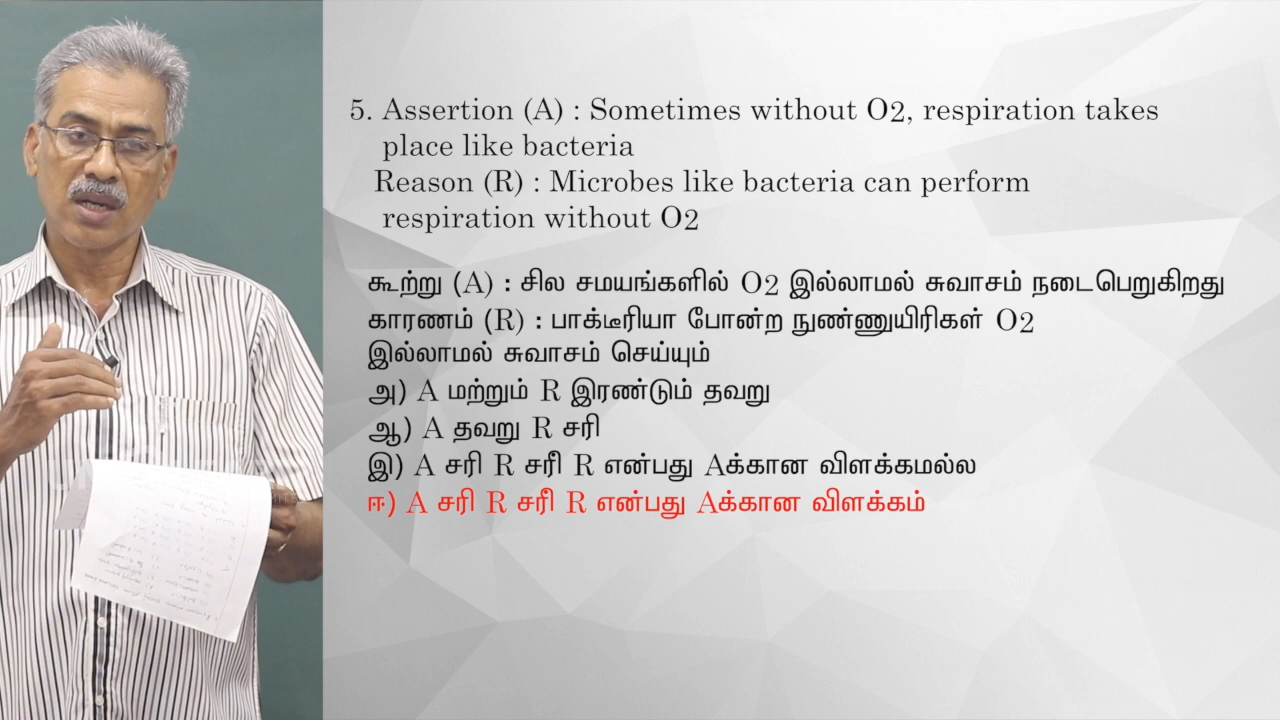 5. Assertion (A) : Sometimes without O2, respiration takes
place like bacteria
Reason (R) : Microbes like bacteria can perform
respiration without O2
கூற்று (A) : சில சமயங்களில் O2 இல்லாமல் சுவாசம் நடைபெறுகிறது
காரணம் (R) : பாக்டீரியா போன்ற நுண்ணுயிரிகள் O2
இல்லாமல் சுவாசம் செய்யும்
அ) A மற்றும் R இரண்டும் தவறு
ஆ) A தவறு R சரி
இ) A சரி R சரீ R என்பது Aக்கான விளக்கமல்ல
ஈ) A சரி R சரீ R என்பது Aக்கான விளக்கம்